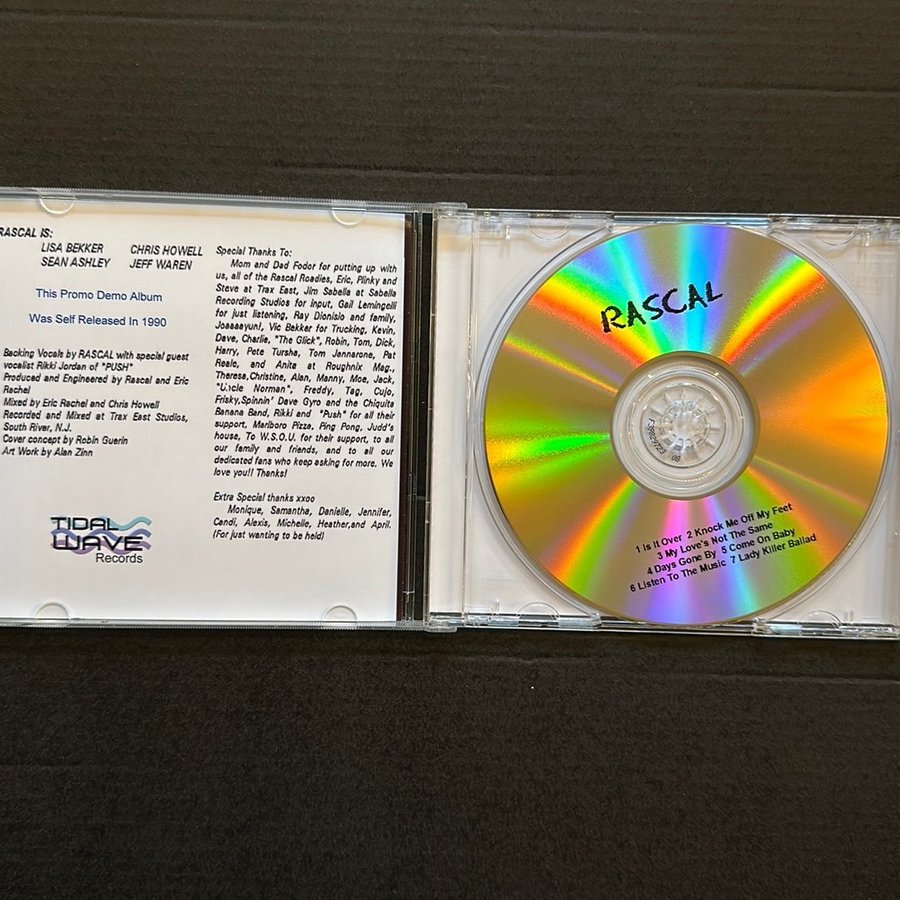 RASCAL IS:
LISA BEKKER CHRIS HOWELL
SEAN ASHLEY JEFF WAREN
This Promo Demo Album
Was Self Released In 1990
Backing Vocals by RASCAL with special guest
vocalist Rikki Jordan of "PUSH"
Produced and Engineered by Rascal and Eric
Rachel
Mixed by Eric Rachel and Chris Howell
Recorded and Mixed at Trax East Studios,
South River, N.J.
Cover concept by Robin Guerin
Art Work by Alan Zinn
TIDAL
WAVE
Records
Special Thanks To:
Mom and Dad Fodor for putting up with
us, all of the Rascal Roadies, Eric, Plinky and
Steve at Trax East, Jim Sabella at Sabella
Recording Studios for input, Gail Lemingelli
for just listening, Ray Dionisio and family,
Joaaaayun!, Vic Bekker for Trucking, Kevin,
Dave, Charlie, "The Glick", Robin, Tom, Dick,
Harry, Pete Tursha, Tom Jannarone, Pat
Reale, and Anita at Roughnix Mag.,
Theresa,Christine, Alan, Manny, Moe, Jack,
"Uncle Norman", Freddy, Tag, Cujo,
Frisky,Spinnin' Dave Gyro and the Chiquita
Banana Band, Rikki and "Push" for all their
support, Marlboro Pizza, Ping Pong, Judd's
house, To W.S.O.U. for their support, to all
our family and friends, and to all our
dedicated fans who keep asking for more. We
love you!! Thanks!
Extra Special thanks xxoo
Monique, Samantha, Danielle, Jennifer,
Candi, Alexis, Michelle, Heather,and April.
(For just wanting to be held)
RASCAL
1 Is It Over 2 Knock Me Off My Feet
3 My Love's Not The Same
4 Days Gone By 5 Come On Baby
6 Listen To The Music 7 Lady Killer Ballad